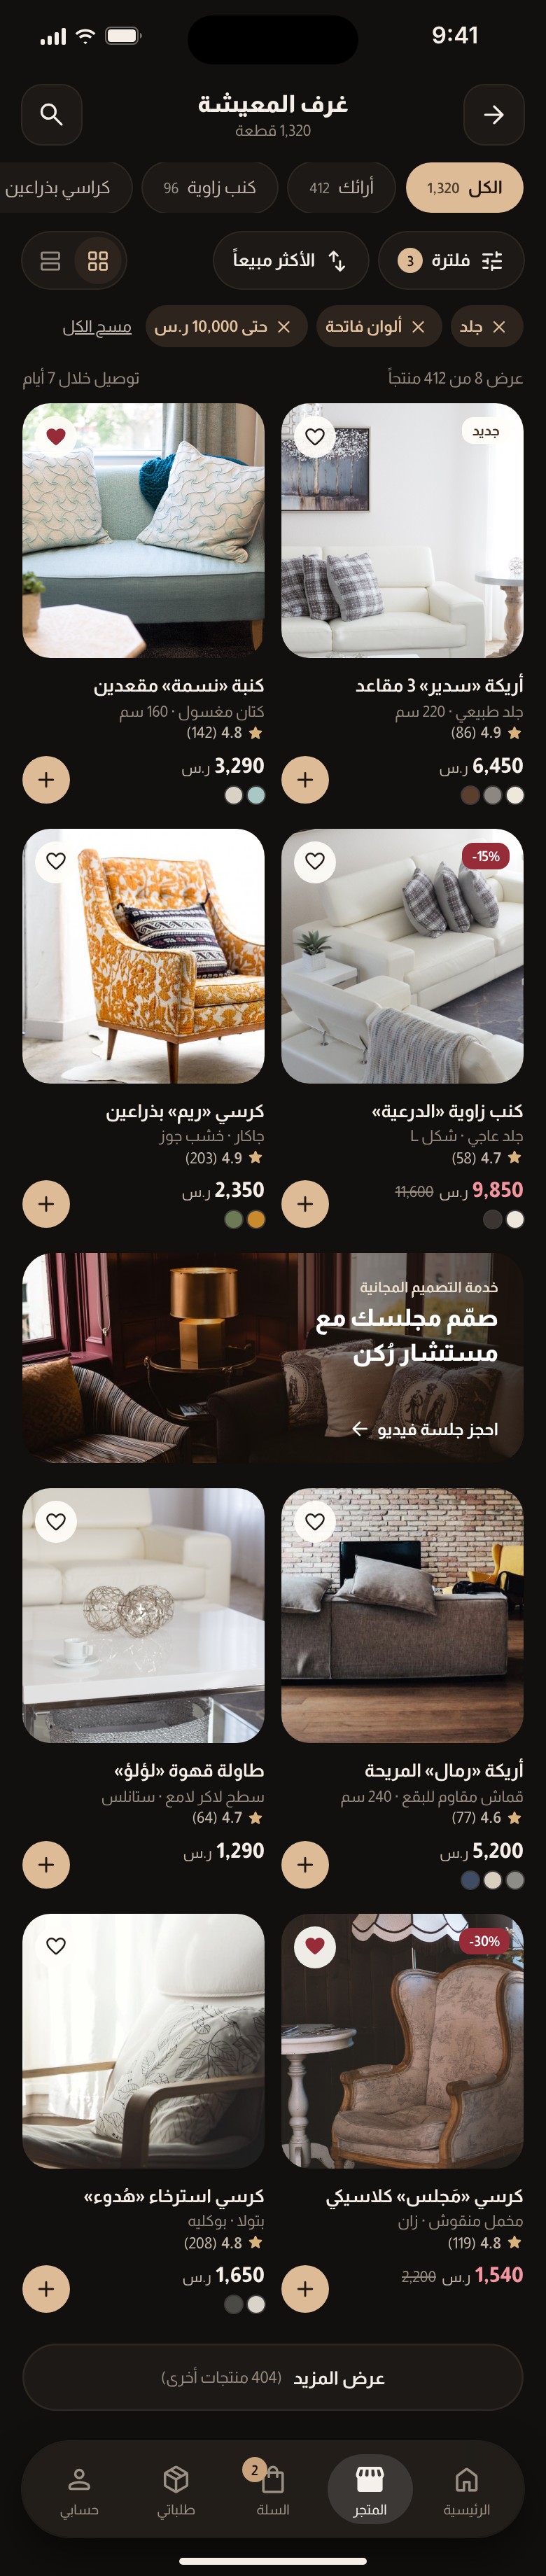 9:41
غرف المعيشة
1,320 قطعة
الكل 1,320
أرائك 412
كنب زاوية 96
كراسي بذراعين
فلترة 3
الأكثر مبيعاً
جلد
ألوان فاتحة
حتى 10,000 ر.س
مسح الكل
عرض 8 من 412 منتجاً
توصيل خلال 7 أيام
جديد
أريكة «سدير» 3 مقاعد
جلد طبيعي · 220 سم
4.9 (86)
6,450 ر.س
كنبة «نسمة» مقعدين
كتان مغسول · 160 سم
4.8 (142)
3,290 ر.س
-15%
كنب زاوية «الدرعية»
جلد عاجي · شكل L
4.7 (58)
9,850 ر.س 11,600
كرسي «ريم» بذراعين
جاكار · خشب جوز
4.9 (203)
2,350 ر.س
خدمة التصميم المجانية
صمّم مجلسك مع
مستشار رُكن
احجز جلسة فيديو
أريكة «رمال» المريحة
قماش مقاوم للبقع · 240 سم
4.6 (77)
5,200 ر.س
طاولة قهوة «لؤلؤ»
سطح لاكر لامع · ستانلس
4.7 (64)
1,290 ر.س
-30%
كرسي «مَجلس» كلاسيكي
مخمل منقوش · زان
4.8 (119)
1,540 ر.س 2,200
كرسي استرخاء «هُدوء»
بتولا · بوكليه
4.8 (208)
1,650 ر.س
عرض المزيد (404 منتجات أخرى)
الرئيسية
المتجر
2
السلة
طلباتي
حسابي